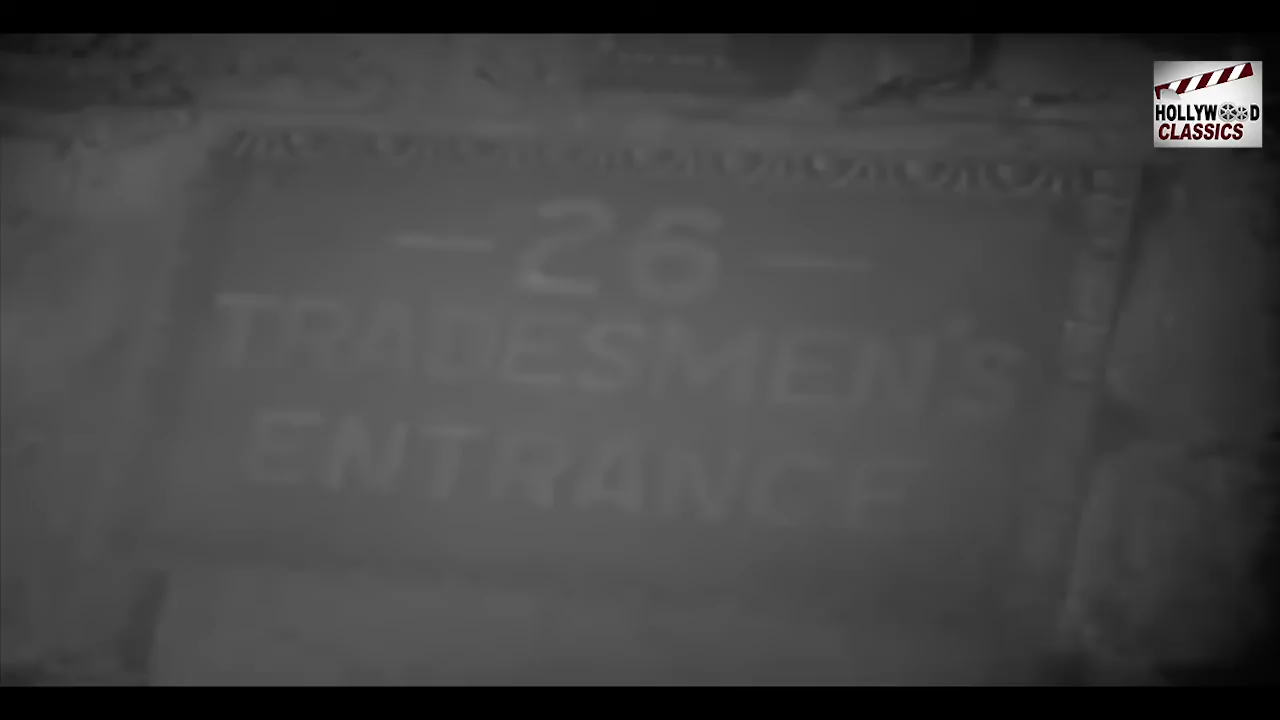 HOLLYWOOD
CLASSICS
— 26 —
TRADESMEN'S
ENTRANCE